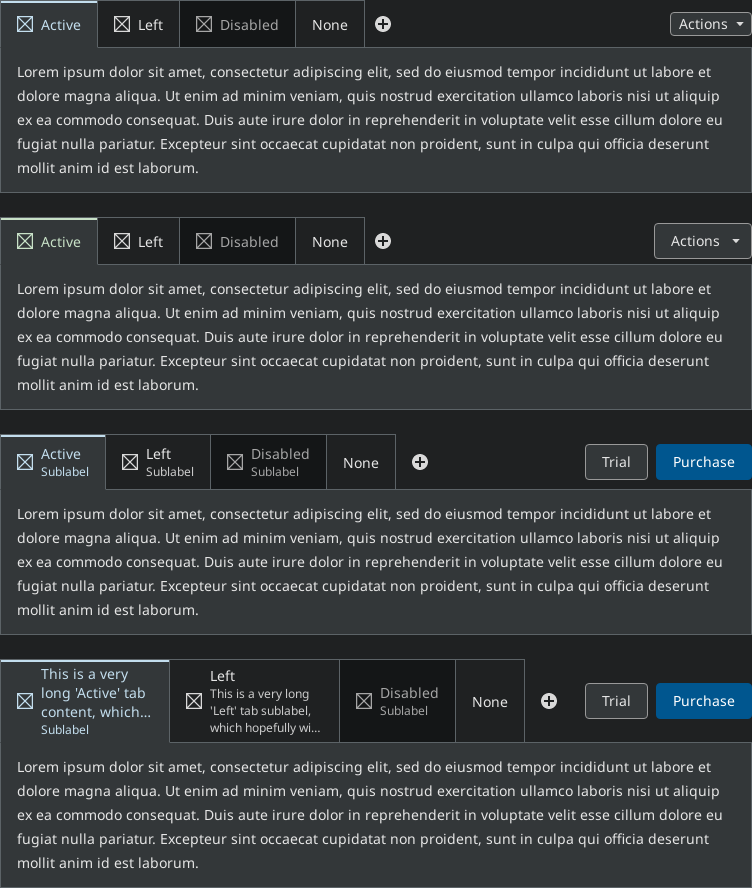 Active Left Disabled None Actions
Lorem ipsum dolor sit amet, consectetur adipiscing elit, sed do eiusmod tempor incididunt ut labore et
dolore magna aliqua. Ut enim ad minim veniam, quis nostrud exercitation ullamco laboris nisi ut aliquip
ex ea commodo consequat. Duis aute irure dolor in reprehenderit in voluptate velit esse cillum dolore eu
fugiat nulla pariatur. Excepteur sint occaecat cupidatat non proident, sunt in culpa qui officia deserunt
mollit anim id est laborum.
Active Left Disabled None Actions
Lorem ipsum dolor sit amet, consectetur adipiscing elit, sed do eiusmod tempor incididunt ut labore et
dolore magna aliqua. Ut enim ad minim veniam, quis nostrud exercitation ullamco laboris nisi ut aliquip
ex ea commodo consequat. Duis aute irure dolor in reprehenderit in voluptate velit esse cillum dolore eu
fugiat nulla pariatur. Excepteur sint occaecat cupidatat non proident, sunt in culpa qui officia deserunt
mollit anim id est laborum.
Active
Sublabel
Left
Sublabel
Disabled
Sublabel
None
Trial
Purchase
Lorem ipsum dolor sit amet, consectetur adipiscing elit, sed do eiusmod tempor incididunt ut labore et
dolore magna aliqua. Ut enim ad minim veniam, quis nostrud exercitation ullamco laboris nisi ut aliquip
ex ea commodo consequat. Duis aute irure dolor in reprehenderit in voluptate velit esse cillum dolore eu
fugiat nulla pariatur. Excepteur sint occaecat cupidatat non proident, sunt in culpa qui officia deserunt
mollit anim id est laborum.
This is a very
long 'Active' tab
content, which...
Sublabel
Left
This is a very long
'Left' tab sublabel,
which hopefully wi...
Disabled
Sublabel
None
Trial
Purchase
Lorem ipsum dolor sit amet, consectetur adipiscing elit, sed do eiusmod tempor incididunt ut labore et
dolore magna aliqua. Ut enim ad minim veniam, quis nostrud exercitation ullamco laboris nisi ut aliquip
ex ea commodo consequat. Duis aute irure dolor in reprehenderit in voluptate velit esse cillum dolore eu
fugiat nulla pariatur. Excepteur sint occaecat cupidatat non proident, sunt in culpa qui officia deserunt
mollit anim id est laborum.